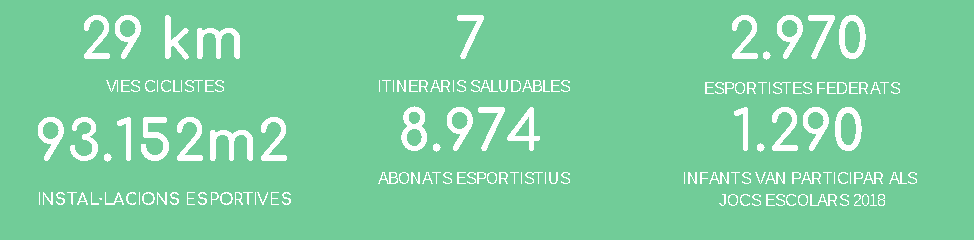 29 km
VIES CICLISTES
7
ITINERARIS SALUDABLES
2.970
ESPORTISTES FEDERATS
93.152m2
INSTAL·LACIONS ESPORTIVES
8.974
ABONATS ESPORTISTIUS
1.290
INFANTS VAN PARTICIPAR ALS
JOCS ESCOLARS 2018